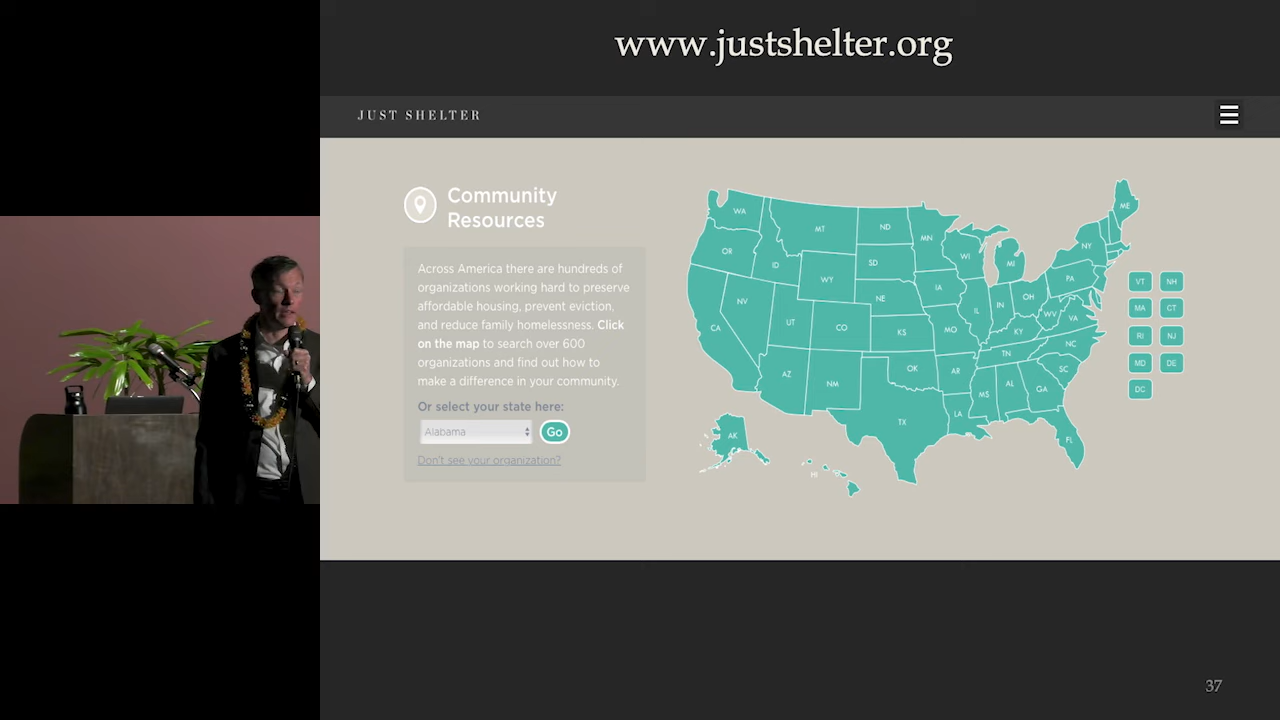 www.justshelter.org
JUST SHELTER
Community
Resources
Across America there are hundreds of
organizations working hard to preserve
affordable housing, prevent eviction,
and reduce family homelessness. Click
on the map to search over 600
organizations and find out how to
make a difference in your community.
Or select your state here:
Alabama
Go
Don't see your organization?
WA
MT
ND
MN
ME
OR
ID
WY
SD
WI
MI
NY
NV
UT
CO
NE
IA
IL
IN
OH
PA
CA
KS
MO
KY
WV
VA
AZ
NM
OK
AR
TN
NC
SC
TX
LA
MS
AL
GA
FL
AK
HI
VT
NH
MA
CT
RI
NJ
MD
DE
DC
37